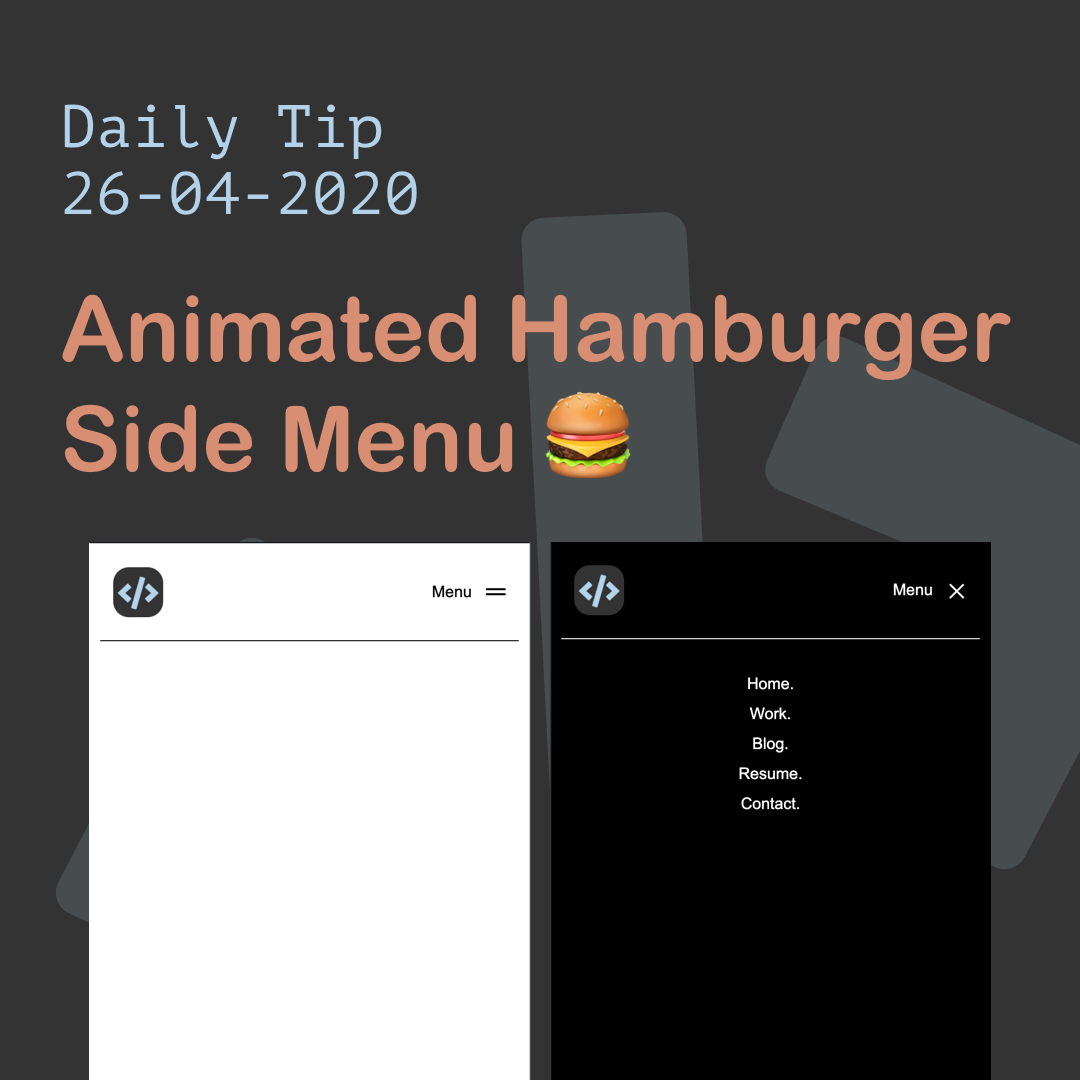 Daily Tip
26-04-2020
Animated Hamburger
Side Menu 🍔
</> Menu
</> Menu
Home.
Work.
Blog.
Resume.
Contact.